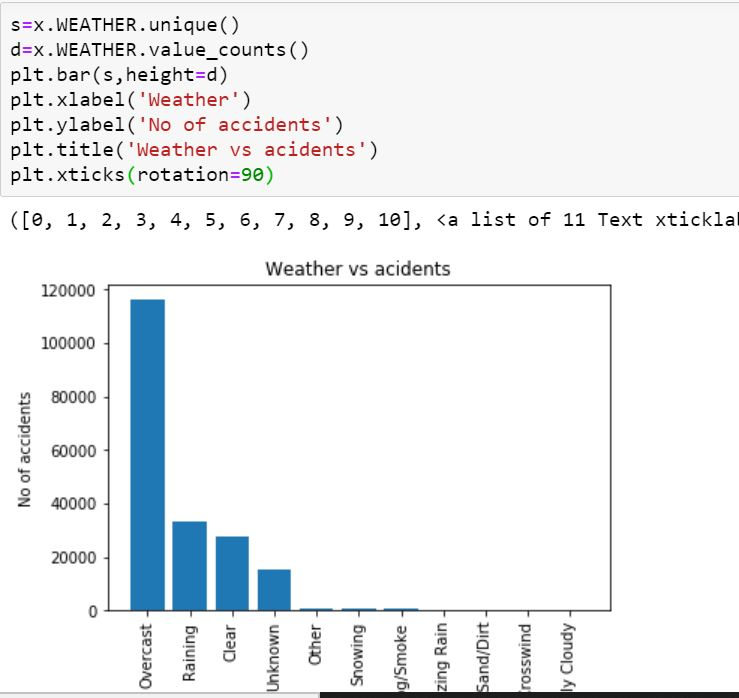 s=x.WEATHER.unique()
d=x.WEATHER.value_counts()
plt.bar(s,height=d)
plt.xlabel('Weather')
plt.ylabel('No of accidents')
plt.title('Weather vs acidents')
plt.xticks(rotation=90)
([0, 1, 2, 3, 4, 5, 6, 7, 8, 9, 10], <a list of 11 Text xtickla
Weather vs acidents
120000
100000
80000
60000
40000
20000
0
No of accidents
Overcast
Raining
Clear
Unknown
Other
Snowing
og/Smoke
zing Rain
Sand/Dirt
rosswind
ly Cloudy